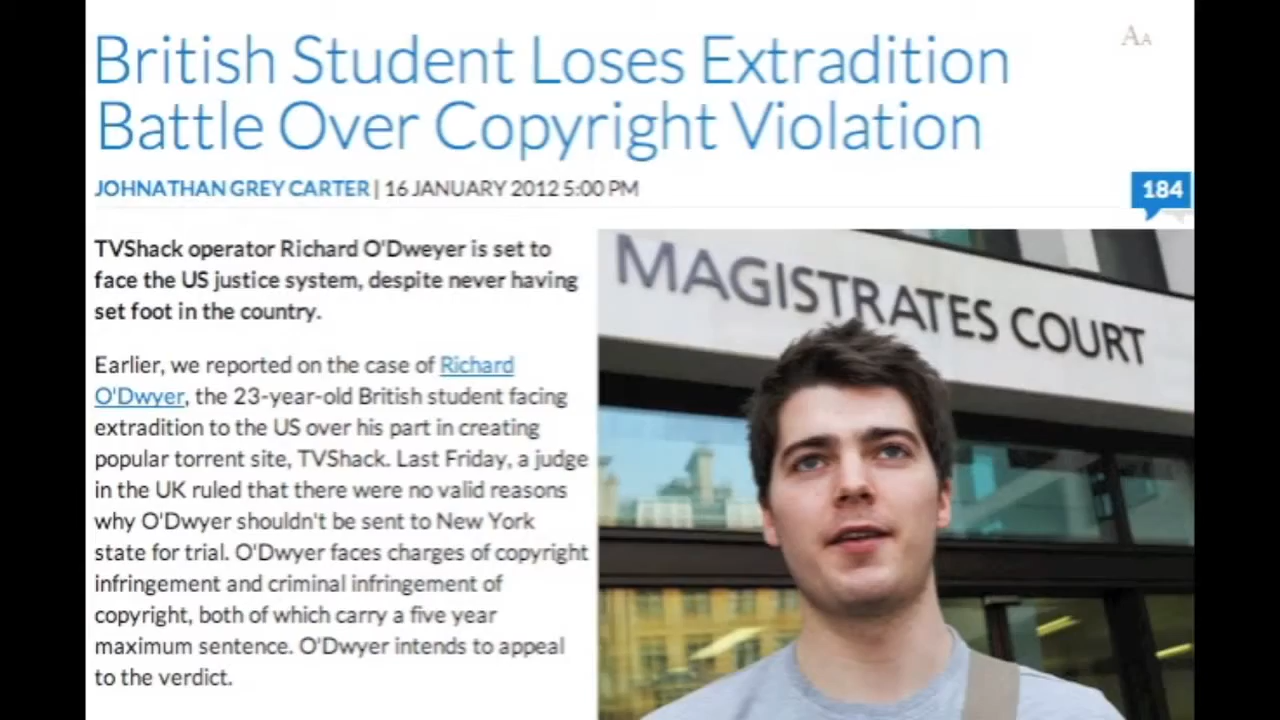 British Student Loses Extradition
Battle Over Copyright Violation
AA
JOHNATHAN GREY CARTER | 16 JANUARY 2012 5:00 PM
184
TVShack operator Richard O'Dweyer is set to
face the US justice system, despite never having
set foot in the country.
Earlier, we reported on the case of Richard
O'Dwyer, the 23-year-old British student facing
extradition to the US over his part in creating
popular torrent site, TVShack. Last Friday, a judge
in the UK ruled that there were no valid reasons
why O'Dwyer shouldn't be sent to New York
state for trial. O'Dwyer faces charges of copyright
infringement and criminal infringement of
copyright, both of which carry a five year
maximum sentence. O'Dwyer intends to appeal
to the verdict.
MAGISTRATES COURT